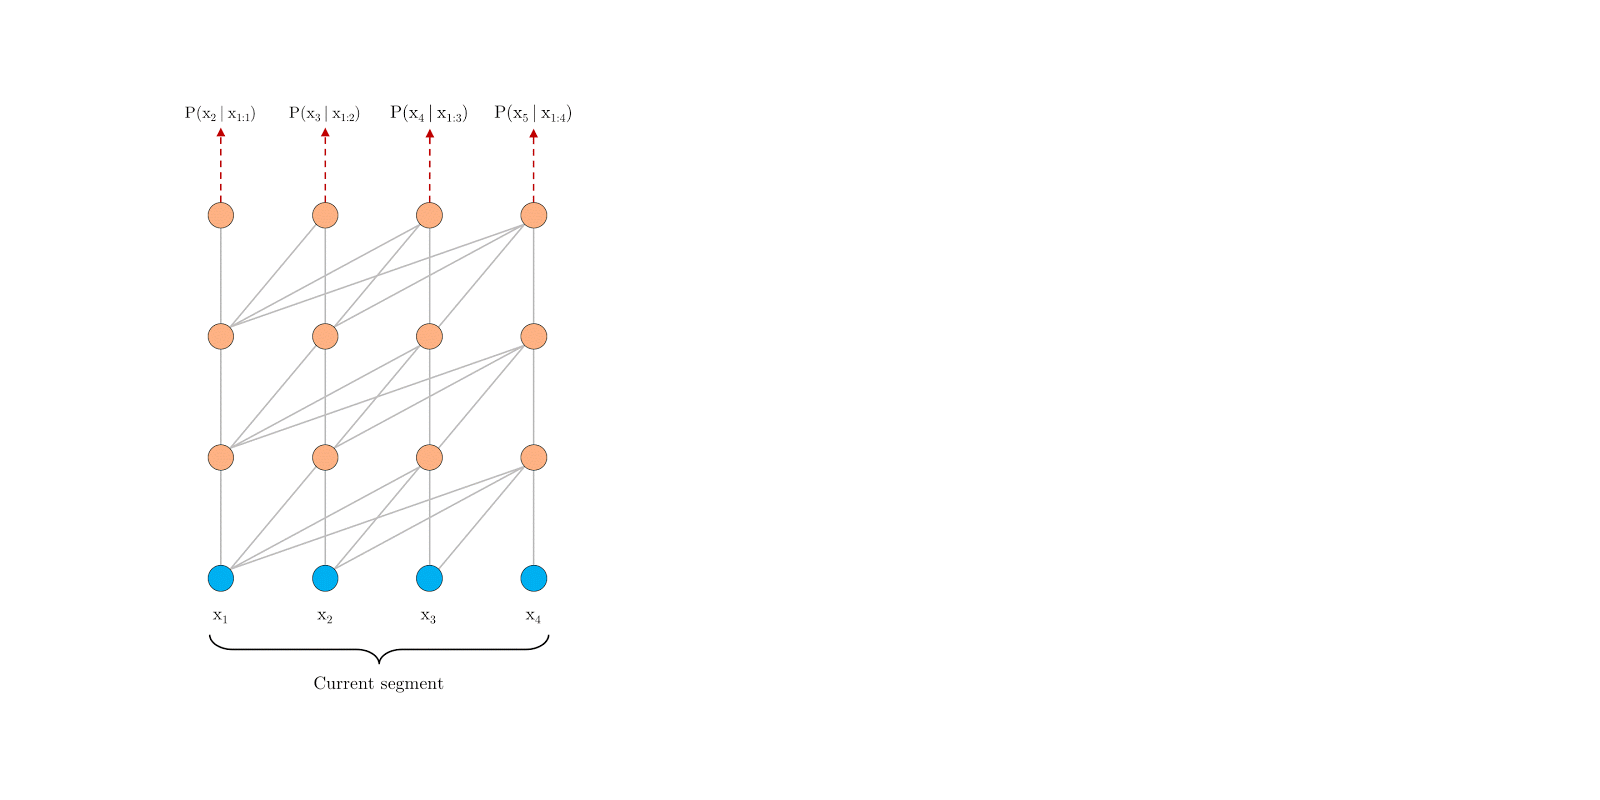 P(x₂ | x₁:₁) P(x₃ | x₁:₂) P(x₄ | x₁:₃) P(x₅ | x₁:₄)
x₁ x₂ x₃ x₄
Current segment